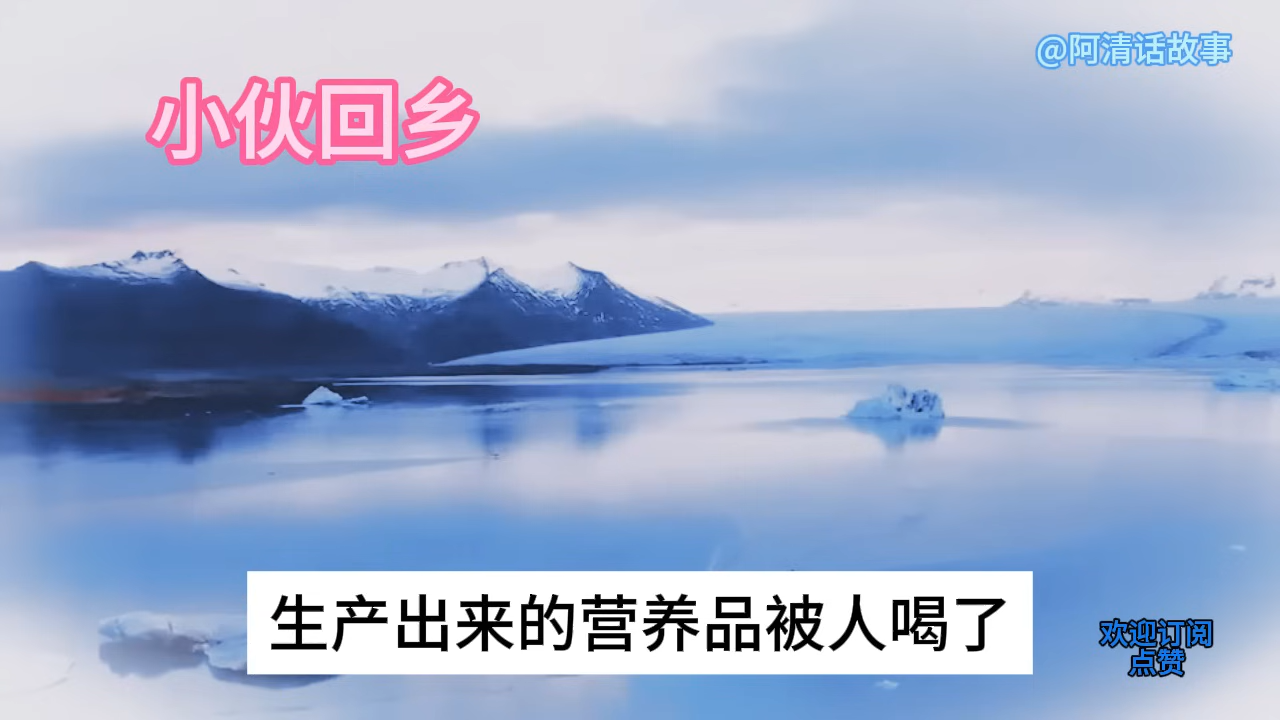 @阿清话故事
小伙回乡
生产出来的营养品被人喝了
欢迎订阅
点赞